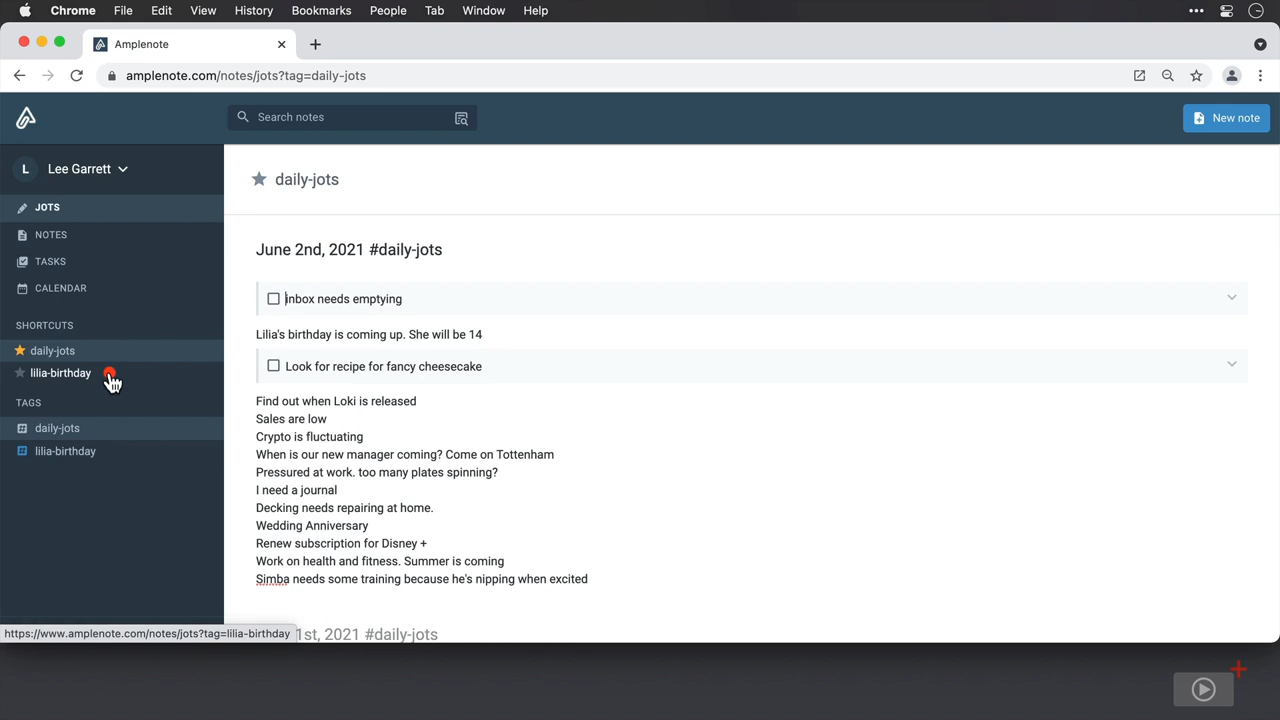 Chrome File Edit View History Bookmarks People Tab Window Help
Amplenote
amplenote.com/notes/jots?tag=daily-jots
Search notes
New note
L Lee Garrett
JOTS
NOTES
TASKS
CALENDAR
SHORTCUTS
daily-jots
lilia-birthday
TAGS
daily-jots
lilia-birthday
daily-jots
June 2nd, 2021 #daily-jots
inbox needs emptying
Lilia's birthday is coming up. She will be 14
Look for recipe for fancy cheesecake
Find out when Loki is released
Sales are low
Crypto is fluctuating
When is our new manager coming? Come on Tottenham
Pressured at work. too many plates spinning?
I need a journal
Decking needs repairing at home.
Wedding Anniversary
Renew subscription for Disney +
Work on health and fitness. Summer is coming
Simba needs some training because he's nipping when excited
1st, 2021 #daily-jots
https://www.amplenote.com/notes/jots?tag=lilia-birthday